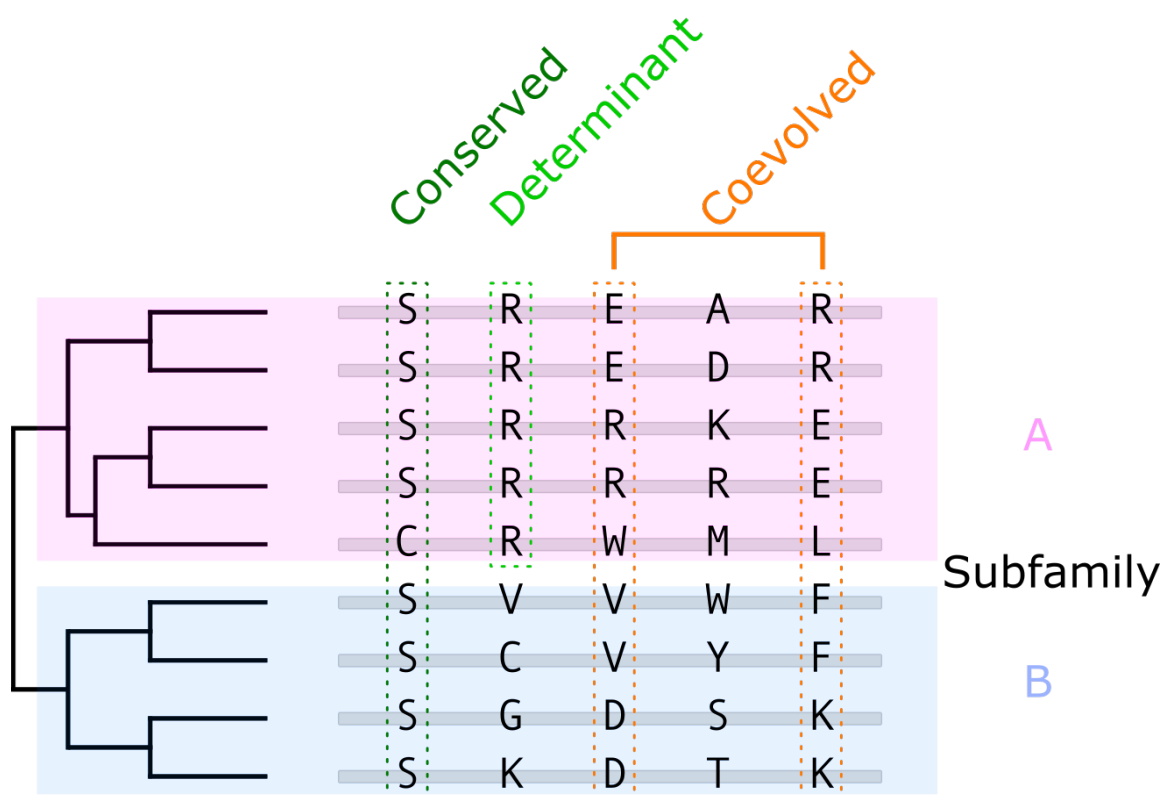 Conserved
Determinant
Coevolved
S R E A R
S R E D R
S R R K E
S R R R E
C R W M L
S V V W F
S C V Y F
S G D S K
S K D T K
A
Subfamily
B